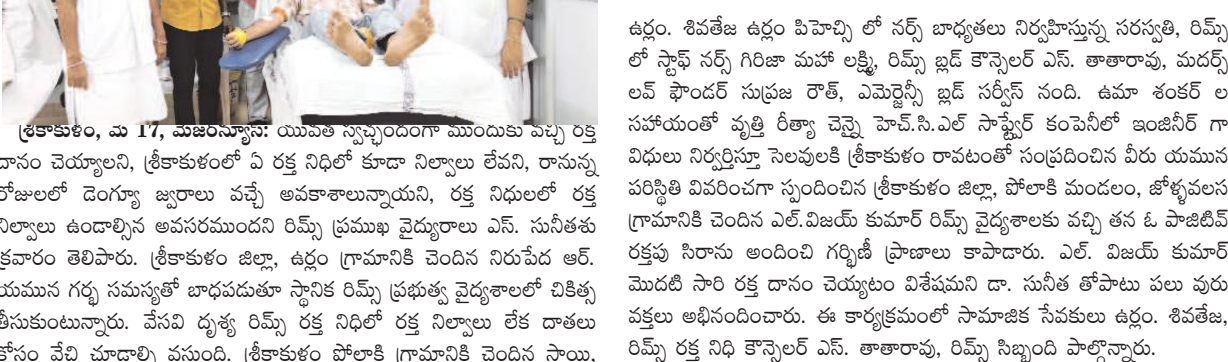 శ్రీకాకుళం, మే 17, మేజర్‌న్యూస్: యువత స్వచ్ఛందంగా ముందుకు వచ్చి రక్త
దానం చెయ్యాలని, శ్రీకాకుళంలో ఏ రక్త నిధిలో కూడా నిల్వాలు లేవని, రానున్న
రోజులలో డెంగ్యూ జ్వరాలు వచ్చే అవకాశాలున్నాయని, రక్త నిధులలో రక్త
నిల్వాలు ఉండాల్సిన అవసరముందని రిమ్స్ ప్రముఖ వైద్యురాలు ఎస్. సునీతశు
క్రవారం తెలిపారు. శ్రీకాకుళం జిల్లా, ఉర్లం గ్రామానికి చెందిన నిరుపేద ఆర్.
యమున గర్భ సమస్యతో బాధపడుతూ స్థానిక రిమ్స్ ప్రభుత్వ వైద్యశాలలో చికిత్స
తీసుకుంటున్నారు. వేసవి దృశ్య రిమ్స్ రక్త నిధిలో రక్త నిల్వాలు లేక దాతలు
కోసం వేచి చూడాల్సి వస్తుంది. శ్రీకాకుళం పోలాకి గ్రామానికి చెందిన సాయి,
ఉర్లం. శివతేజ ఉర్లం పిహెచ్సి లో నర్స్ బాధ్యతలు నిర్వహిస్తున్న సరస్వతి, రిమ్స్
లో స్టాఫ్ నర్స్ గిరిజా మహా లక్ష్మి, రిమ్స్ బ్లడ్ కౌన్సెలర్ ఎస్. తాతారావు, మదర్స్
లవ్ ఫౌండర్ సుప్రజ రౌత్, ఎమెర్జెన్సీ బ్లడ్ సర్వీస్ నంది. ఉమా శంకర్ ల
సహాయంతో వృత్తి రీత్యా చెన్నై హెచ్.సి.ఎల్ సాఫ్ట్వేర్ కంపెనీలో ఇంజినీర్ గా
విధులు నిర్వర్తిస్తూ సెలవులకి శ్రీకాకుళం రావటంతో సంప్రదించిన వీరు యమున
పరిస్థితి వివరించగా స్పందించిన శ్రీకాకుళం జిల్లా, పోలాకి మండలం, జోళ్ళవలస
గ్రామానికి చెందిన ఎల్.విజయ్ కుమార్ రిమ్స్ వైద్యశాలకు వచ్చి తన ఓ పాజిటివ్
రక్తపు సిరాను అందించి గర్భిణీ ప్రాణాలు కాపాడారు. ఎల్. విజయ్ కుమార్
మొదటి సారి రక్త దానం చెయ్యటం విశేషమని డా. సునీత తోపాటు పలు వురు
వక్తలు అభినందించారు. ఈ కార్యక్రమంలో సామాజిక సేవకులు ఉర్లం. శివతేజ,
రిమ్స్ రక్త నిధి కౌన్సెలర్ ఎస్. తాతారావు, రిమ్స్ సిబ్బంది పాల్గొన్నారు.